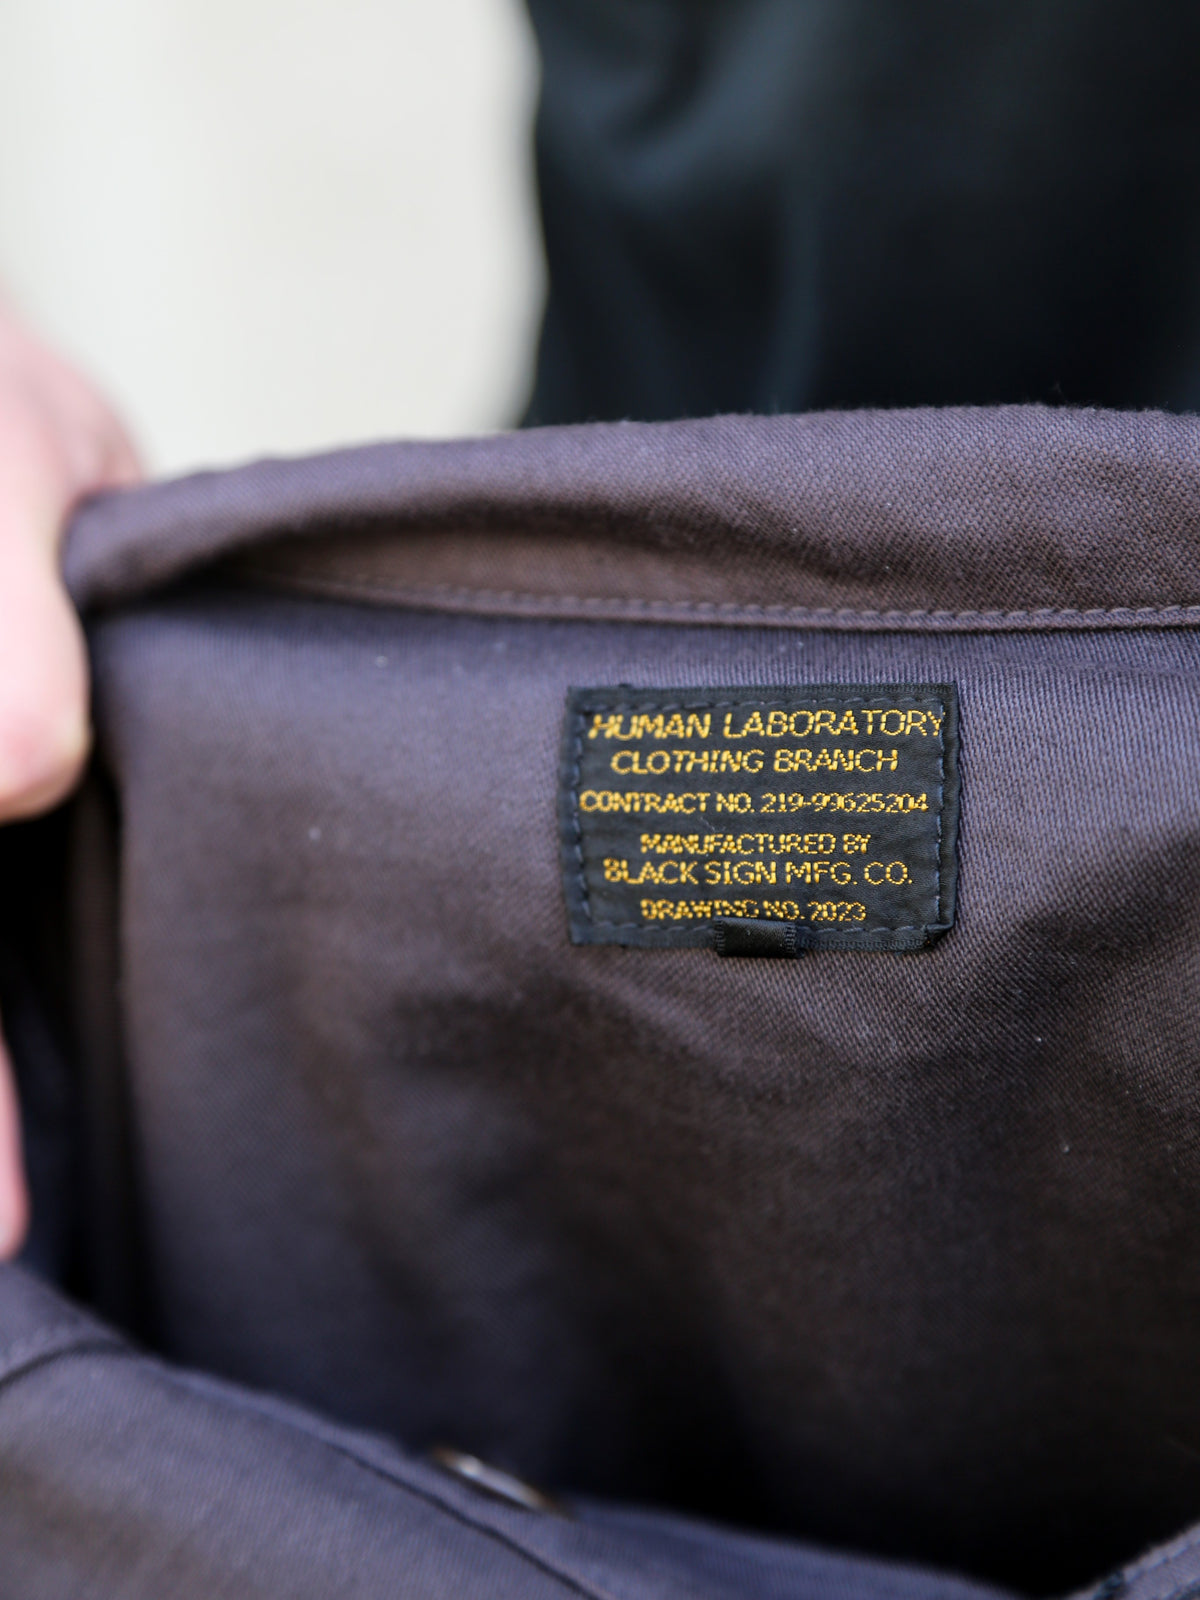 HUMAN LABORATORY
CLOTHING BRANCH
CONTRACT NO. 219-99625204
MANUFACTURED BY
BLACK SIGN MFG. CO.
DRAWING NO. 2023